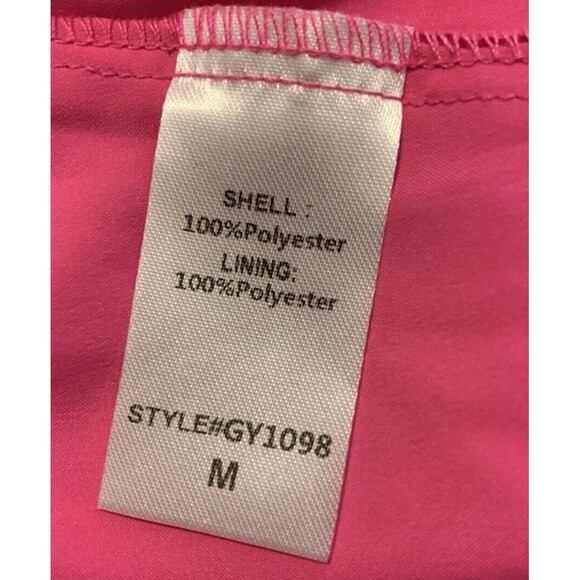 SHELL :
100%Polyester
LINING:
100%Polyester
STYLE#GY1098
M